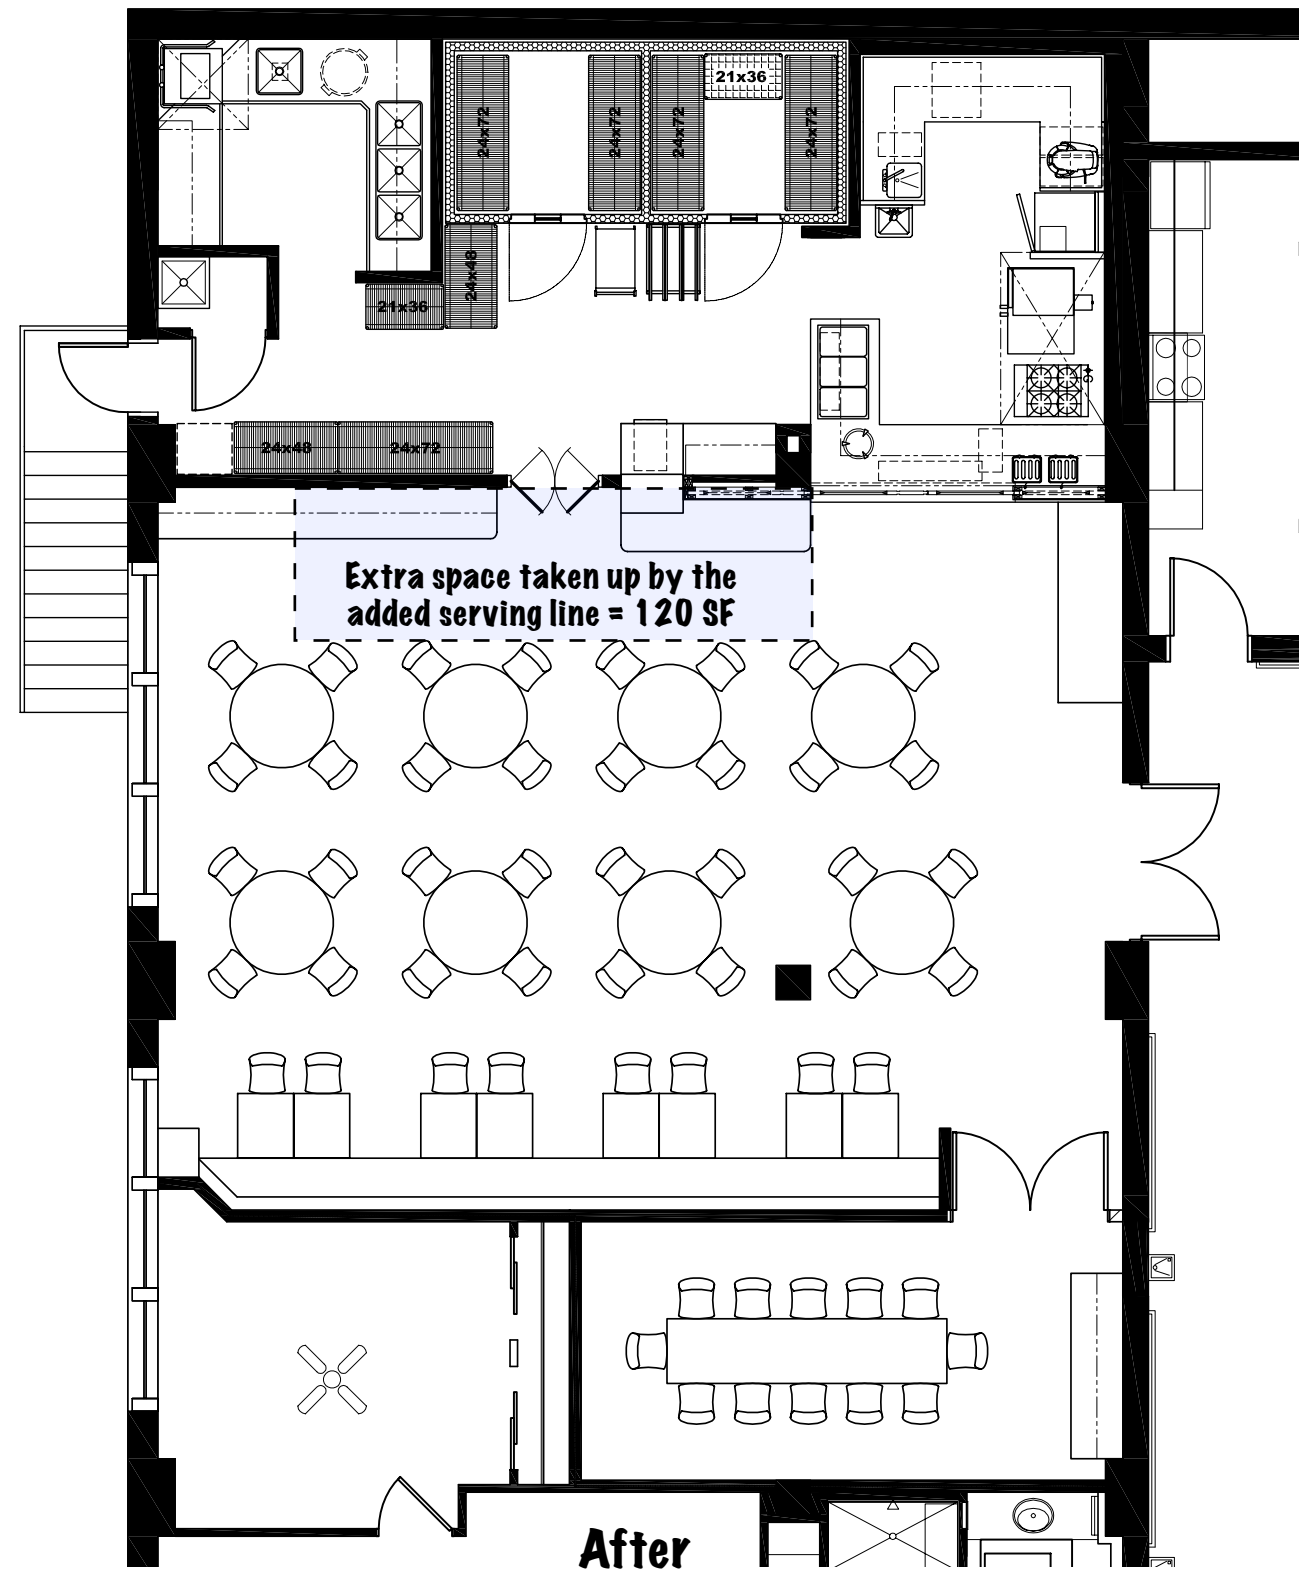 21x36
24x72
24x72
24x72
24x72
24x48
21x36
24x48
24x72
G
Extra space taken up by the
added serving line = 120 SF
After